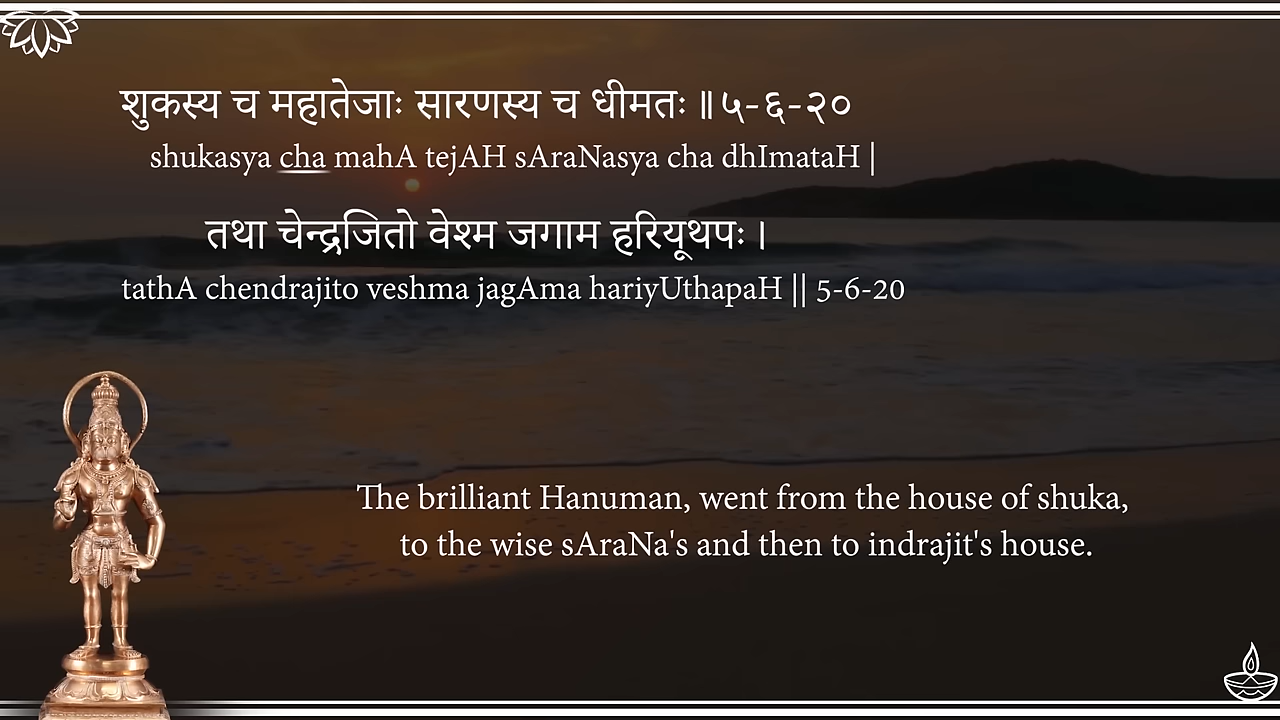 शुकस्य च महातेजाः सारणस्य च धीमतः ॥५-६-२०
shukasya cha mahA tejAH sAraNasya cha dhImataH |
तथा चेन्द्रजितो वेश्म जगाम हरियूथपः ।
tathA chendrajito veshma jagAma hariyUthapaH || 5-6-20
The brilliant Hanuman, went from the house of shuka,
to the wise sAraNa's and then to indrajit's house.